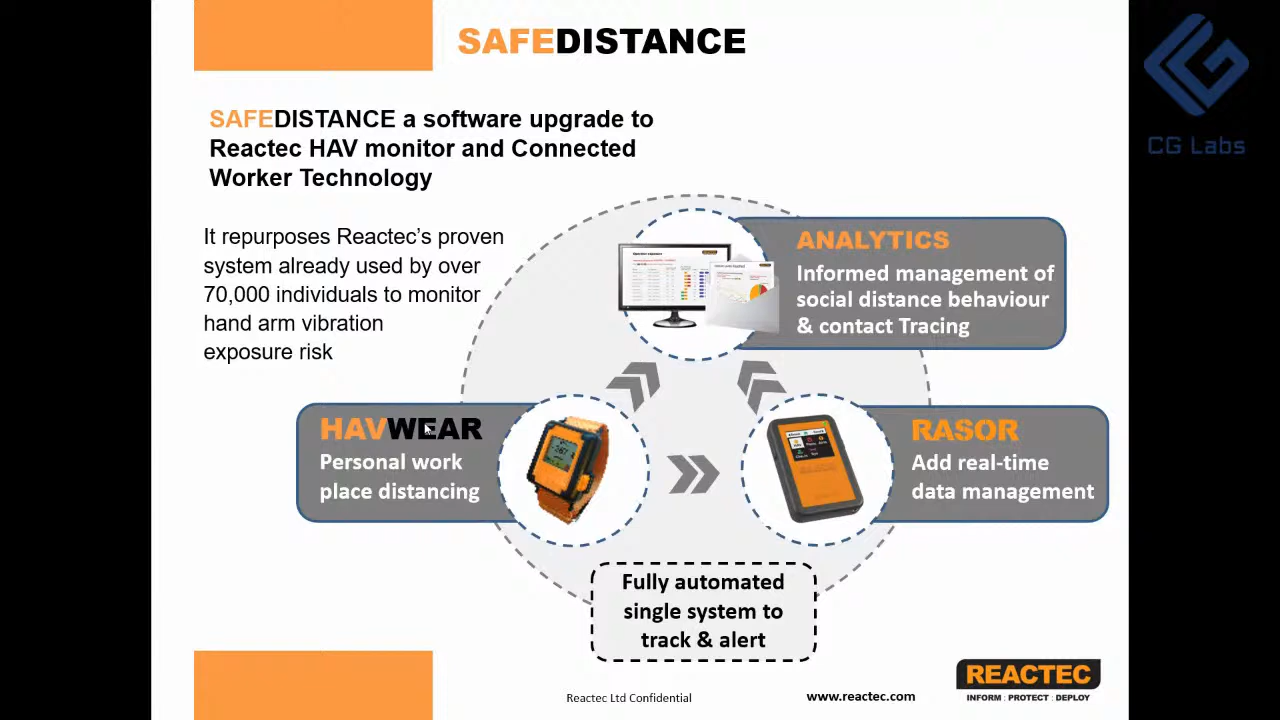 SAFEDISTANCE
CG Labs
SAFEDISTANCE a software upgrade to
Reactec HAV monitor and Connected
Worker Technology
It repurposes Reactec's proven
system already used by over
70,000 individuals to monitor
hand arm vibration
exposure risk
ANALYTICS
Informed management of
social distance behaviour
& contact Tracing
HAVWEAR
Personal work
place distancing
RASOR
Add real-time
data management
Fully automated
single system to
track & alert
Reactec Ltd Confidential
www.reactec.com
REACTEC
INFORM : PROTECT : DEPLOY